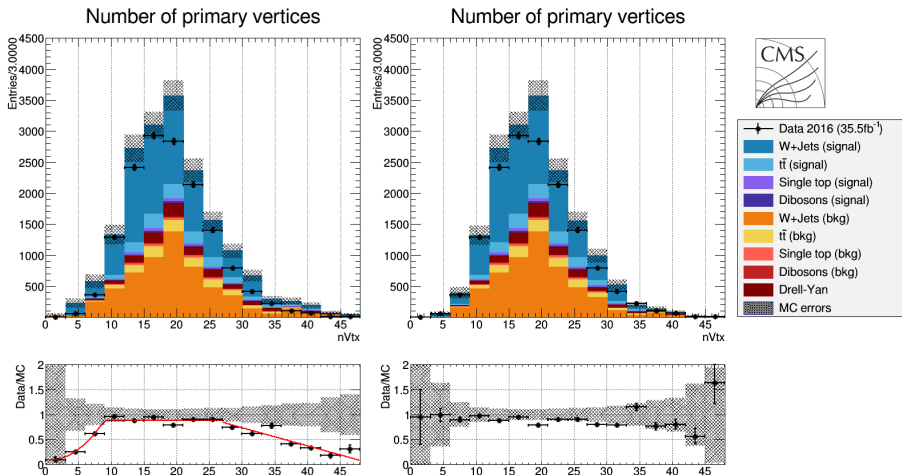 Number of primary vertices
Entries/3.0000
4500
4000
3500
3000
2500
2000
1500
1000
500
0 5 10 15 20 25 30 35 40 45
nVtx
Data/MC
2
1.5
1
0.5
0
0 5 10 15 20 25 30 35 40 45
Number of primary vertices
Entries/3.0000
4500
4000
3500
3000
2500
2000
1500
1000
500
0 5 10 15 20 25 30 35 40 45
nVtx
Data/MC
2
1.5
1
0.5
0
0 5 10 15 20 25 30 35 40 45
CMS
Data 2016 (35.5fb⁻¹)
W+Jets (signal)
tt̄ (signal)
Single top (signal)
Dibosons (signal)
W+Jets (bkg)
tt̄ (bkg)
Single top (bkg)
Dibosons (bkg)
Drell-Yan
MC errors